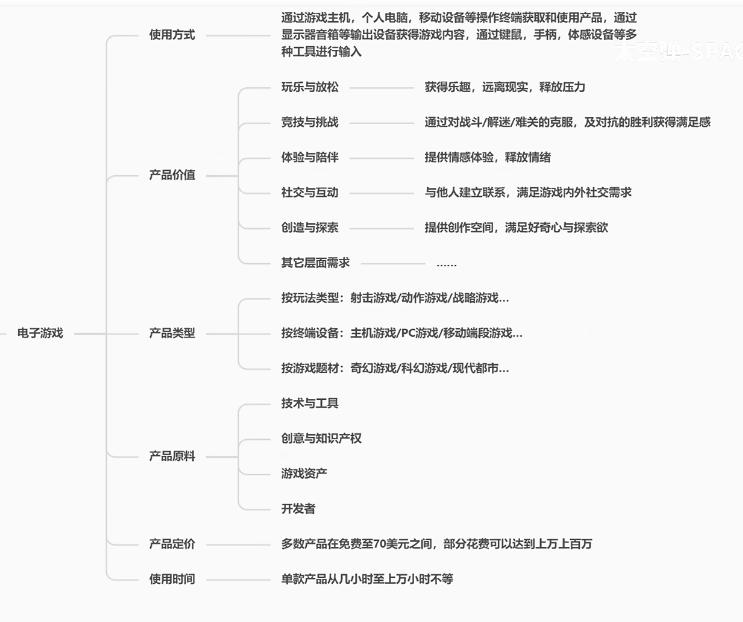 通过游戏主机，个人电脑，移动设备等操作终端获取和使用产品，通过
显示器音箱等输出设备获得游戏内容，通过键鼠，手柄，体感设备等多
种工具进行输入
使用方式
太空弹-SPAC
玩乐与放松
获得乐趣，远离现实，释放压力
竞技与挑战
通过对战斗/解迷/难关的克服，及对抗的胜利获得满足感
体验与陪伴
提供情感体验，释放情绪
产品价值
社交与互动
与他人建立联系，满足游戏内外社交需求
创造与探索
提供创作空间，满足好奇心与探索欲
其它层面需求
......
按玩法类型：射击游戏/动作游戏/战略游戏...
电子游戏
产品类型
按终端设备：主机游戏/PC游戏/移动端段游戏...
按游戏题材：奇幻游戏/科幻游戏/现代都市...
技术与工具
创意与知识产权
产品原料
游戏资产
开发者
产品定价
多数产品在免费至70美元之间，部分花费可以达到上万上百万
使用时间
单款产品从几小时至上万小时不等